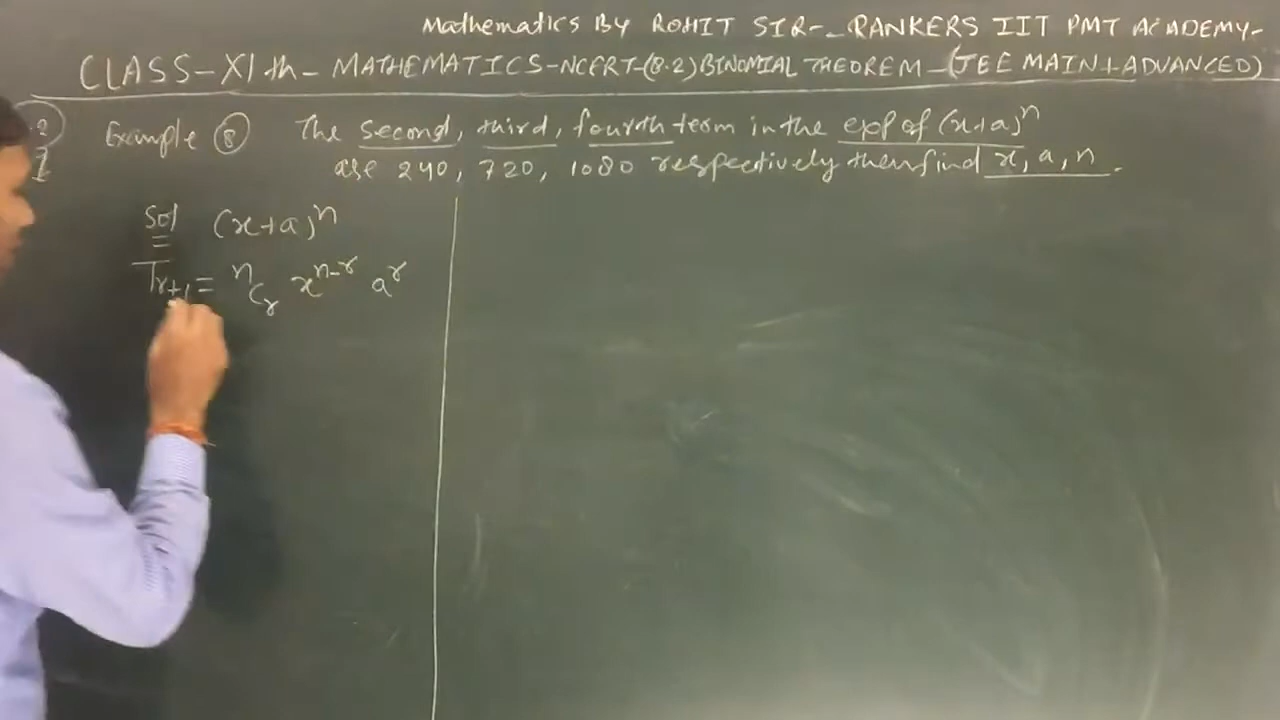 Mathematics By ROHIT SIR-_ RANKERS IIT PMT ACADEMY-
CLASS-XI th- MATHEMATICS-NCERT-(8.2) BINOMIAL THEOREM-(JEE MAIN+ADVANCED)
Example 8 The second, third, fourth term in the exp of (x+a)^n
are 240, 720, 1080 respectively then find x, a, n.
Sol (x+a)^n
T_{r+1} = ^nC_r x^{n-r} a^r